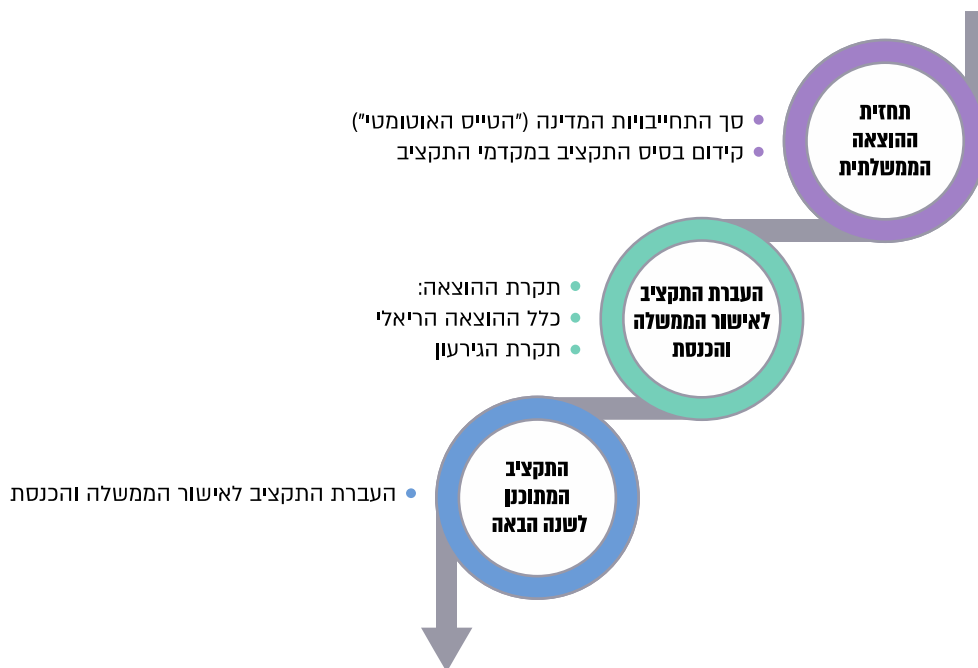 תחזית
ההוצאה
הממשלתית
סך התחייבויות המדינה ("הטייס האוטומטי")
קידום בסיס התקציב במקדמי התקציב
העברת התקציב
לאישור הממשלה
והכנסת
תקרת ההוצאה:
כלל ההוצאה הריאלי
תקרת הגירעון
התקציב
המתוכנן
לשנה הבאה
העברת התקציב לאישור הממשלה והכנסת